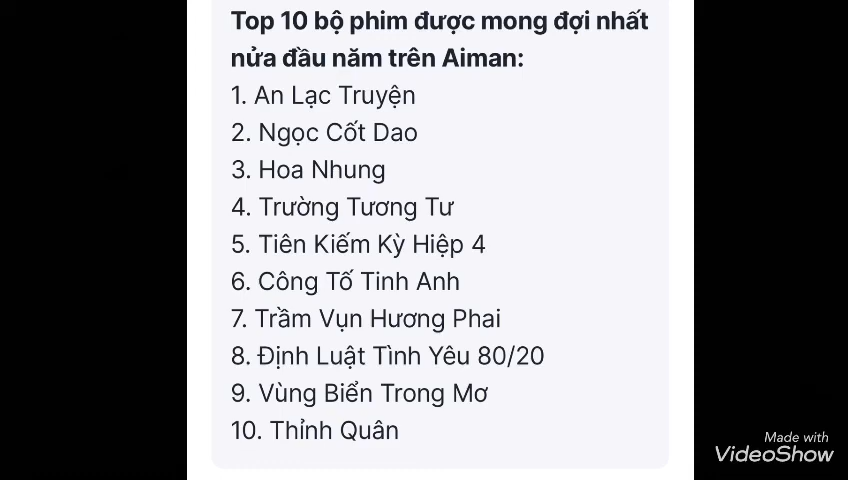 Top 10 bộ phim được mong đợi nhất
nửa đầu năm trên Aiman:
1. An Lạc Truyện
2. Ngọc Cốt Dao
3. Hoa Nhung
4. Trường Tương Tư
5. Tiên Kiếm Kỳ Hiệp 4
6. Công Tố Tinh Anh
7. Trầm Vụn Hương Phai
8. Định Luật Tình Yêu 80/20
9. Vùng Biển Trong Mơ
10. Thỉnh Quân
Made with
VideoShow